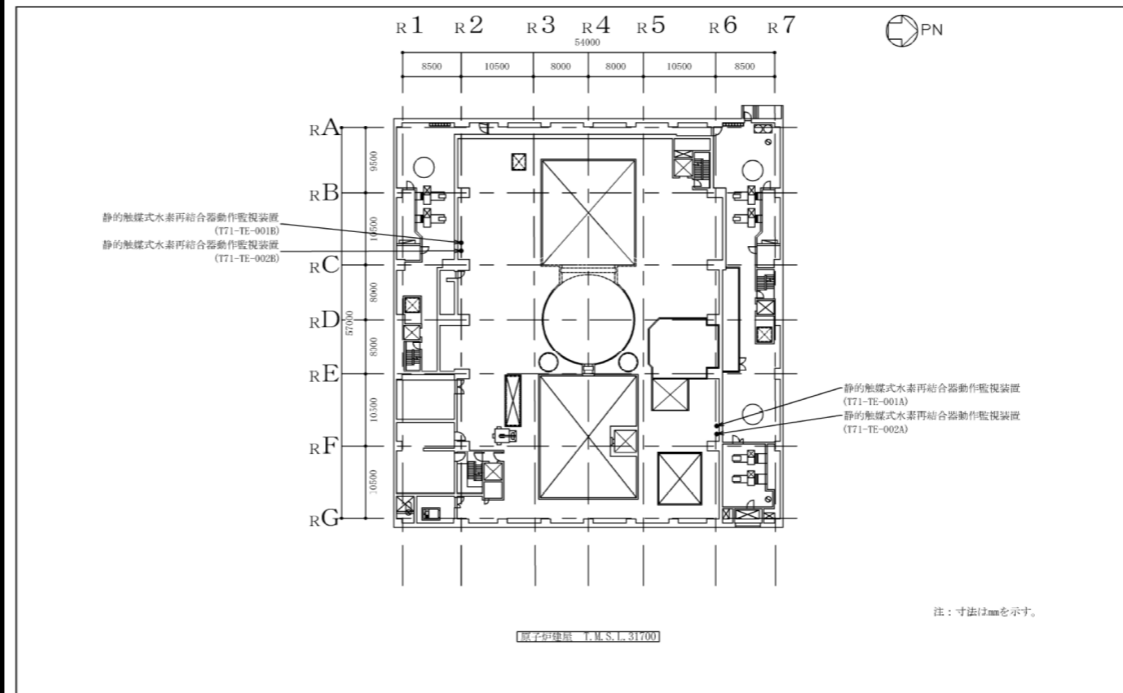 R1 R2 R3 R4 R5 R6 R7
PN
54000
8500 10500 8000 8000 10500 8500
RA
9500
RB
静的触媒式水素再結合器動作監視装置
(T71-TE-001B)
10500
静的触媒式水素再結合器動作監視装置
(T71-TE-002B)
RC
8000
RD
57000
8300
RE
静的触媒式水素再結合器動作監視装置
(T71-TE-001A)
10500
静的触媒式水素再結合器動作監視装置
(T71-TE-002A)
RF
10500
RG
注：寸法はmmを示す。
原子炉建屋 T.M.S.L.31700